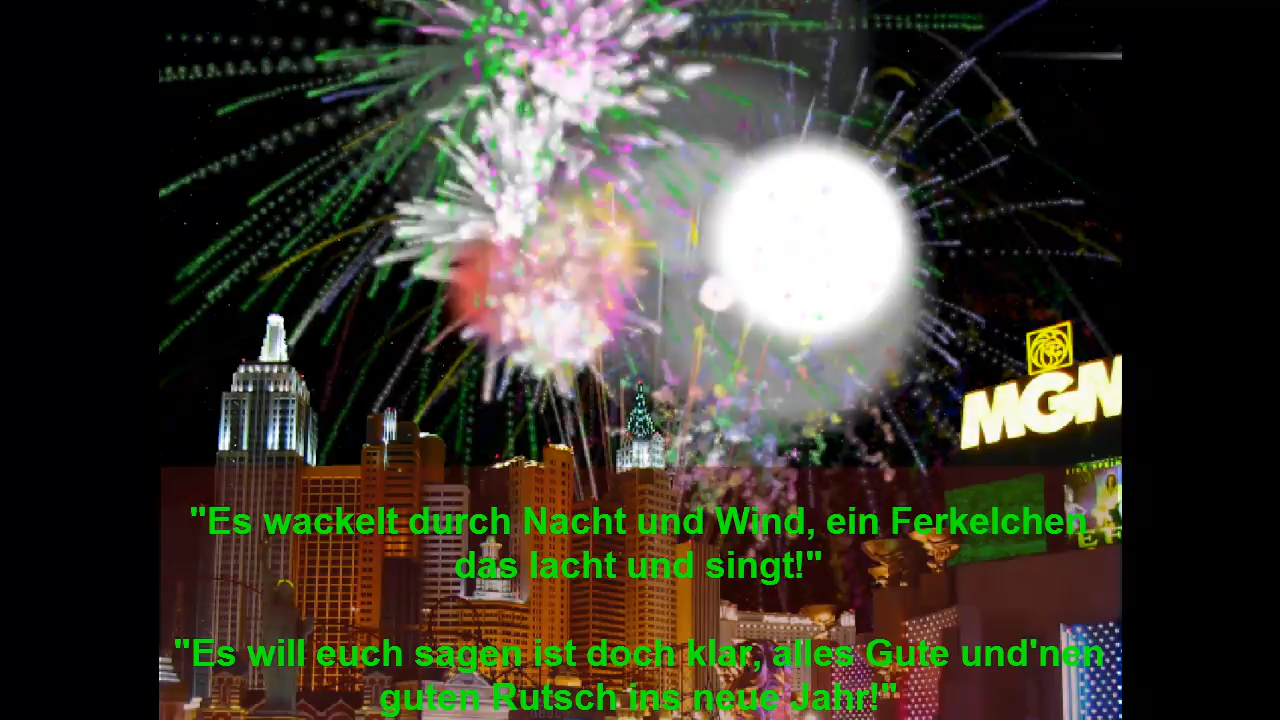 MGM
"Es wackelt durch Nacht und Wind, ein Ferkelchen
das lacht und singt!"
"Es will euch sagen ist doch klar, alles Gute und'nen
guten Rutsch ins neue Jahr!"